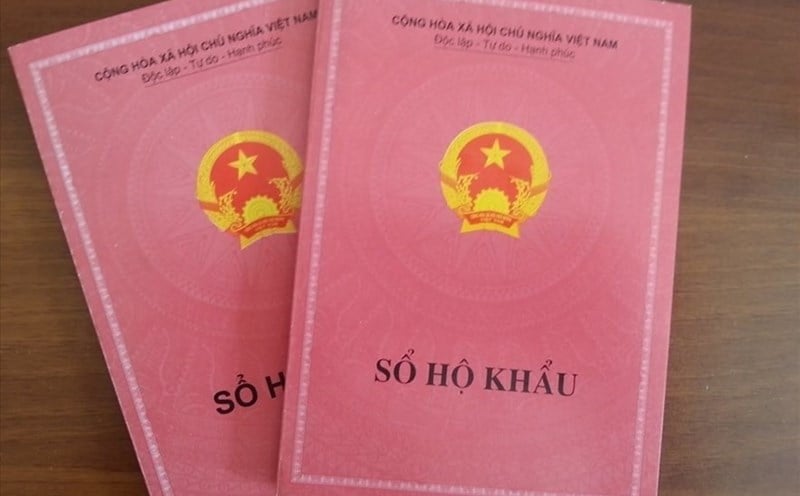 CỘNG HÒA XÃ HỘI CHỦ NGHĨA VIỆT NAM
Độc lập - Tự do - Hạnh phúc
SỔ H
CỘNG HÒA XÃ HỘI CHỦ NGHĨA VIỆT NAM
Độc lập - Tự do - Hạnh phúc
SỔ HỘ KHẨU